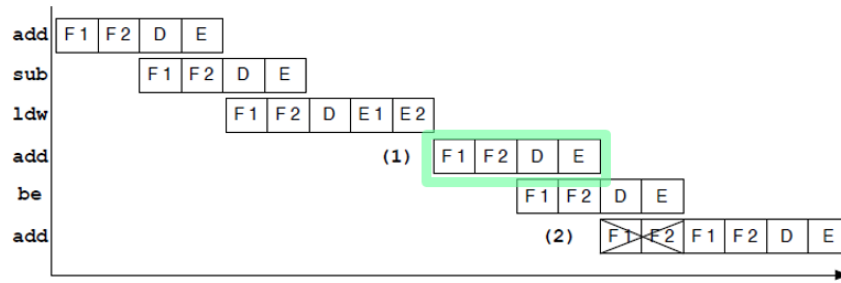 add F1 F2 D E
sub F1 F2 D E
ldw F1 F2 D E1 E2
add (1) F1 F2 D E
be F1 F2 D E
add (2) F1 F2 F1 F2 D E